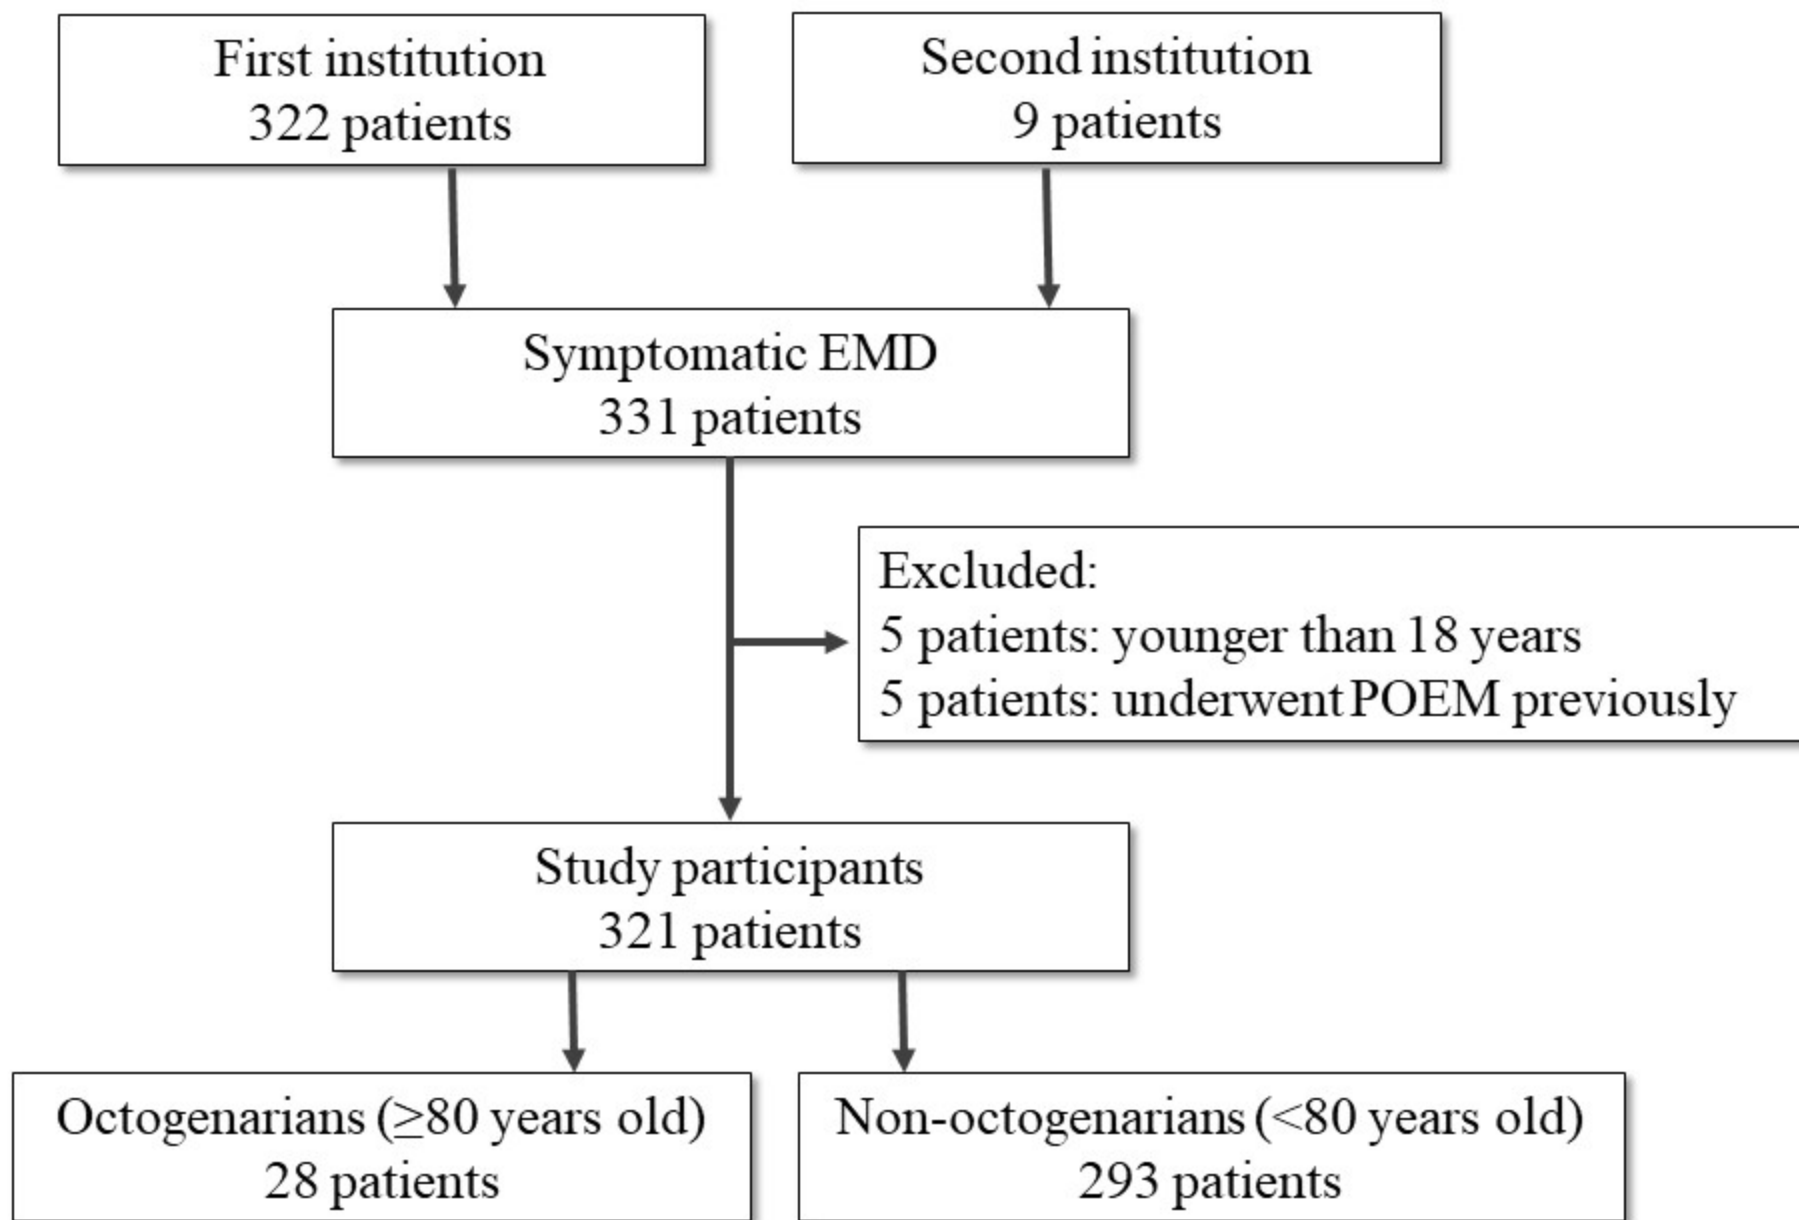 First institution
322 patients
Second institution
9 patients
Symptomatic EMD
331 patients
Excluded:
5 patients: younger than 18 years
5 patients: underwent POEM previously
Study participants
321 patients
Octogenarians (≥80 years old)
28 patients
Non-octogenarians (<80 years old)
293 patients